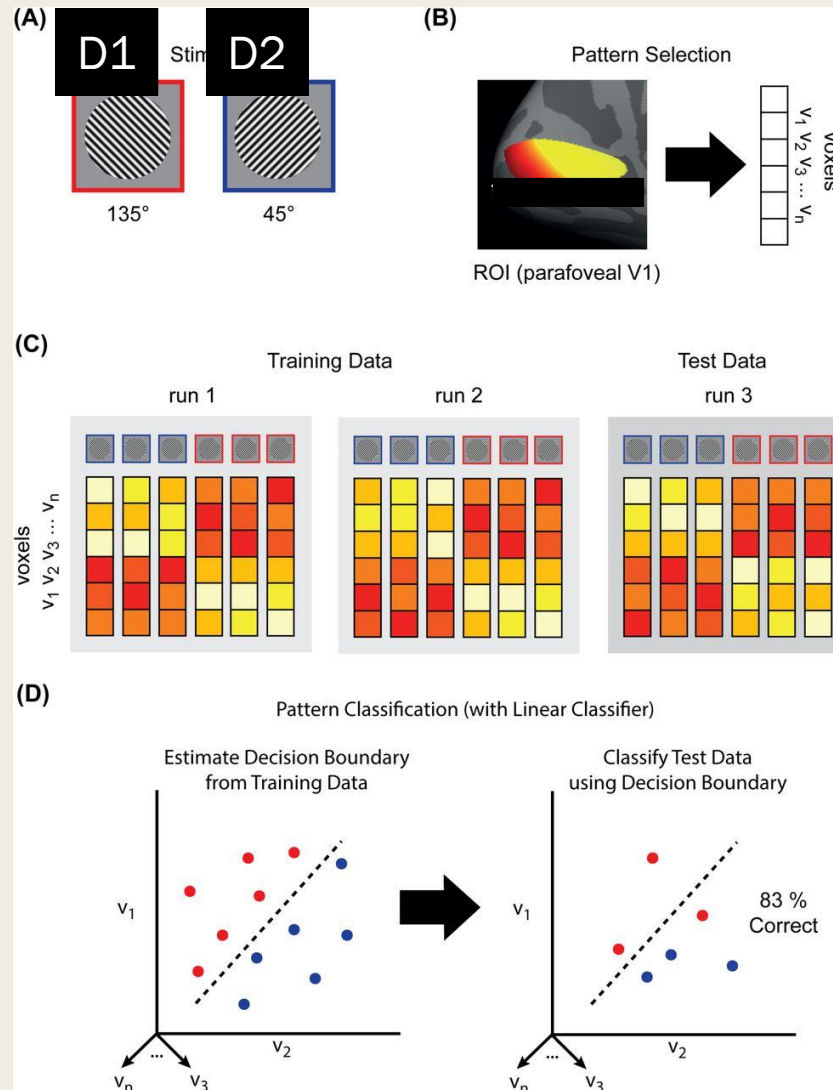 (A)
D1
Stim
D2
135°
45°
(B)
Pattern Selection
v1 v2 v3 ... vn
voxels
ROI (parafoveal V1)
(C)
Training Data
Test Data
run 1
run 2
run 3
voxels
v1 v2 v3 ... vn
(D)
Pattern Classification (with Linear Classifier)
Estimate Decision Boundary
from Training Data
Classify Test Data
using Decision Boundary
v1
v2
...
vn
v3
v1
83 %
Correct
v2
...
vn
v3